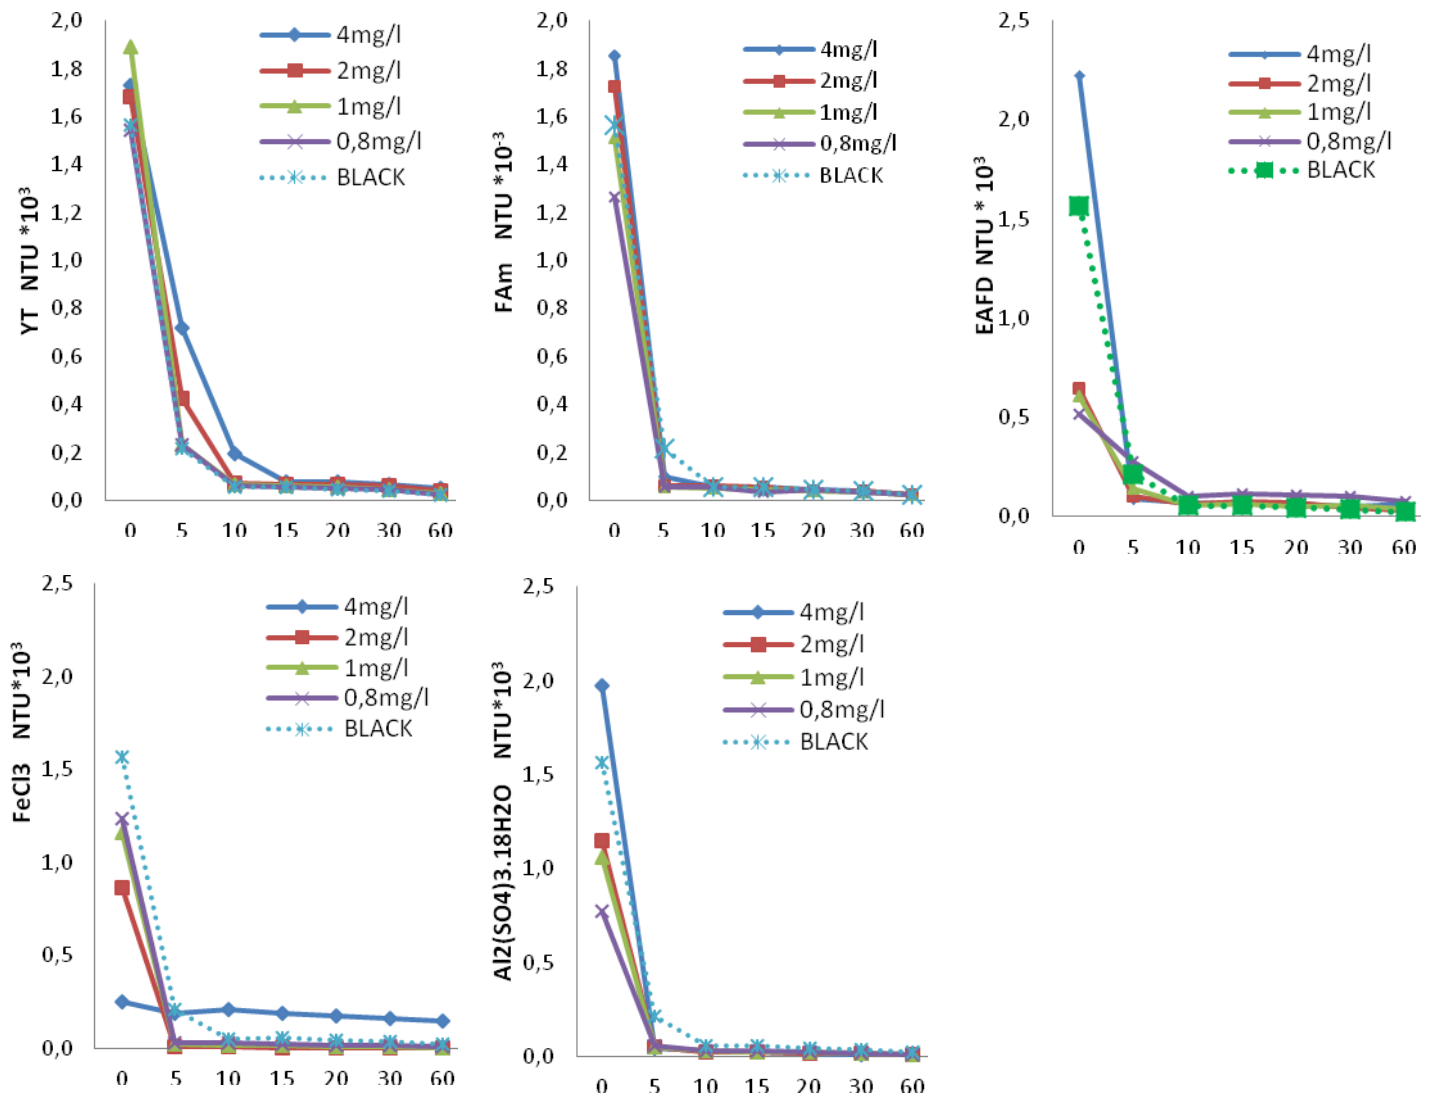 YT NTU *10³
2,0
1,8
1,6
1,4
1,2
1,0
0,8
0,6
0,4
0,2
0,0
0 5 10 15 20 30 60
4mg/l
2mg/l
1mg/l
0,8mg/l
BLACK
FAm NTU *10⁻³
2,0
1,8
1,6
1,4
1,2
1,0
0,8
0,6
0,4
0,2
0,0
0 5 10 15 20 30 60
4mg/l
2mg/l
1mg/l
0,8mg/l
BLACK
EAFD NTU * 10³
2,5
2,0
1,5
1,0
0,5
0,0
0 5 10 15 20 30 60
4mg/l
2mg/l
1mg/l
0,8mg/l
BLACK
FeCl3 NTU*10³
2,5
2,0
1,5
1,0
0,5
0,0
0 5 10 15 20 30 60
4mg/l
2mg/l
1mg/l
0,8mg/l
BLACK
Al2(SO4)3.18H2O NTU*10³
2,5
2,0
1,5
1,0
0,5
0,0
0 5 10 15 20 30 60
4mg/l
2mg/l
1mg/l
0,8mg/l
BLACK